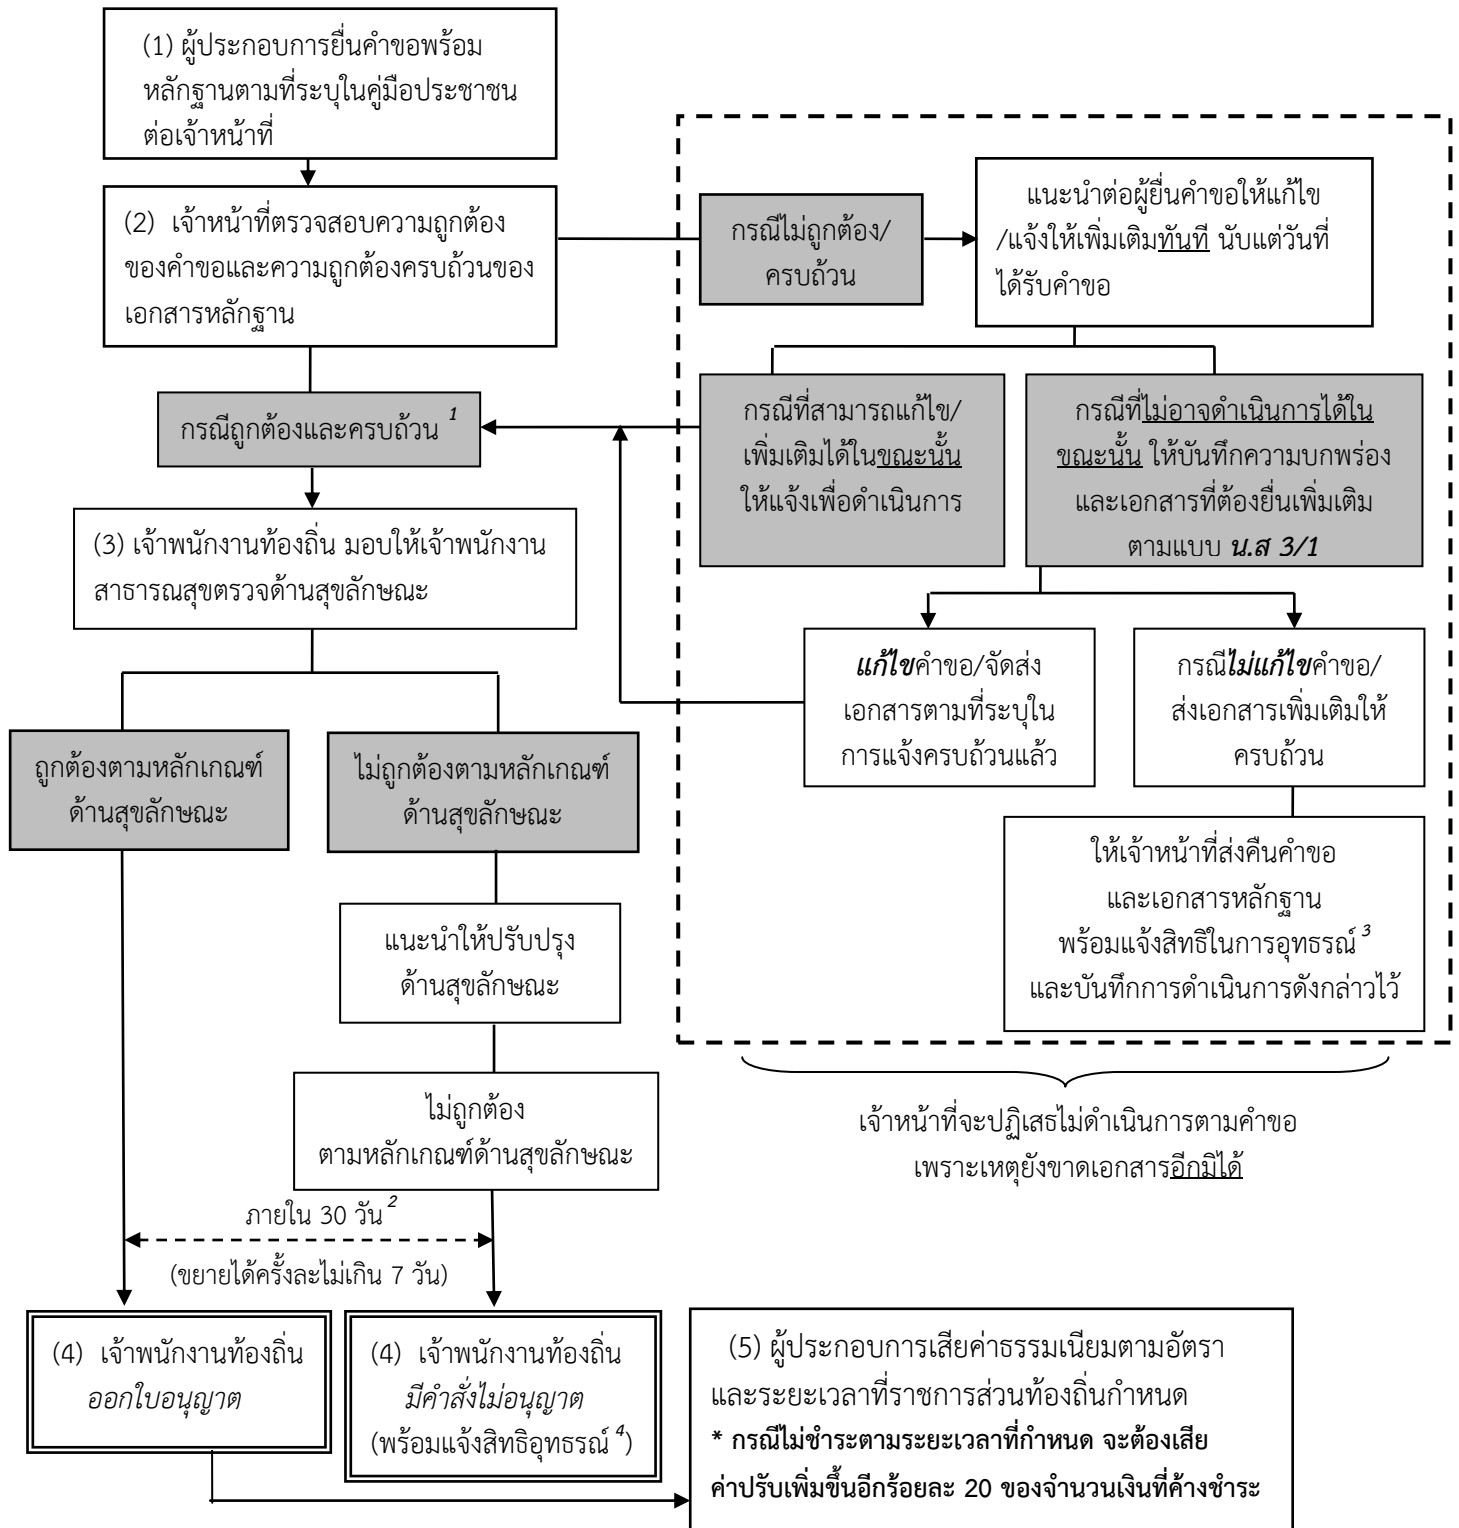 (1) ผู้ประกอบการยื่นคำขอพร้อม
หลักฐานตามที่ระบุในคู่มือประชาชน
ต่อเจ้าหน้าที่
(2) เจ้าหน้าที่ตรวจสอบความถูกต้อง
ของคำขอและความถูกต้องครบถ้วนของ
เอกสารหลักฐาน
กรณีไม่ถูกต้อง/
ครบถ้วน
แนะนำต่อผู้ยื่นคำขอให้แก้ไข
/แจ้งให้เพิ่มเติมทันที นับแต่วันที่
ได้รับคำขอ
กรณีถูกต้องและครบถ้วน 1
กรณีที่สามารถแก้ไข/
เพิ่มเติมได้ในขณะนั้น
ให้แจ้งเพื่อดำเนินการ
กรณีที่ไม่อาจดำเนินการได้ใน
ขณะนั้น ให้บันทึกความบกพร่อง
และเอกสารที่ต้องยื่นเพิ่มเติม
ตามแบบ น.ส 3/1
(3) เจ้าพนักงานท้องถิ่น มอบให้เจ้าพนักงาน
สาธารณสุขตรวจด้านสุขลักษณะ
แก้ไขคำขอ/จัดส่ง
เอกสารตามที่ระบุใน
การแจ้งครบถ้วนแล้ว
กรณีไม่แก้ไขคำขอ/
ส่งเอกสารเพิ่มเติมให้
ครบถ้วน
ถูกต้องตามหลักเกณฑ์
ด้านสุขลักษณะ
ไม่ถูกต้องตามหลักเกณฑ์
ด้านสุขลักษณะ
ให้เจ้าหน้าที่ส่งคืนคำขอ
และเอกสารหลักฐาน
พร้อมแจ้งสิทธิในการอุทธรณ์ 3
และบันทึกการดำเนินการดังกล่าวไว้
แนะนำให้ปรับปรุง
ด้านสุขลักษณะ
ไม่ถูกต้อง
ตามหลักเกณฑ์ด้านสุขลักษณะ
เจ้าหน้าที่จะปฏิเสธไม่ดำเนินการตามคำขอ
เพราะเหตุยังขาดเอกสารอีกมิได้
ภายใน 30 วัน 2
(ขยายได้ครั้งละไม่เกิน 7 วัน)
(4) เจ้าพนักงานท้องถิ่น
ออกใบอนุญาต
(4) เจ้าพนักงานท้องถิ่น
มีคำสั่งไม่อนุญาต
(พร้อมแจ้งสิทธิอุทธรณ์ 4)
(5) ผู้ประกอบการเสียค่าธรรมเนียมตามอัตรา
และระยะเวลาที่ราชการส่วนท้องถิ่นกำหนด
* กรณีไม่ชำระตามระยะเวลาที่กำหนด จะต้องเสีย
ค่าปรับเพิ่มขึ้นอีกร้อยละ 20 ของจำนวนเงินที่ค้างชำระ